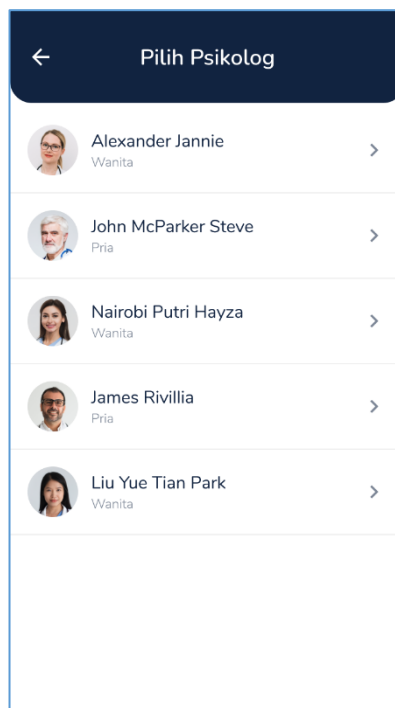 Pilih Psikolog
Alexander Jannie
Wanita
John McParker Steve
Pria
Nairobi Putri Hayza
Wanita
James Rivillia
Pria
Liu Yue Tian Park
Wanita